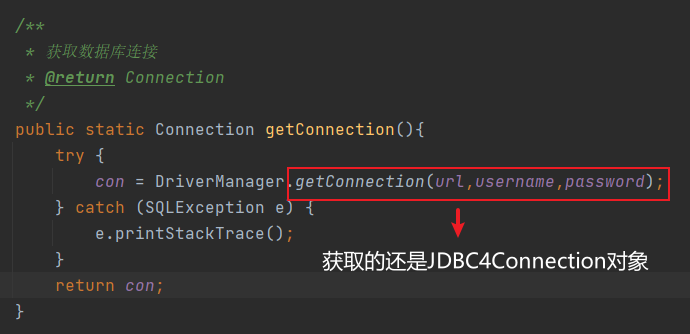 /**
* 获取数据库连接
* @return Connection
*/
public static Connection getConnection(){
try {
con = DriverManager.getConnection(url,username,password);
} catch (SQLException e) {
e.printStackTrace();
}
获取的还是JDBC4Connection对象
return con;
}